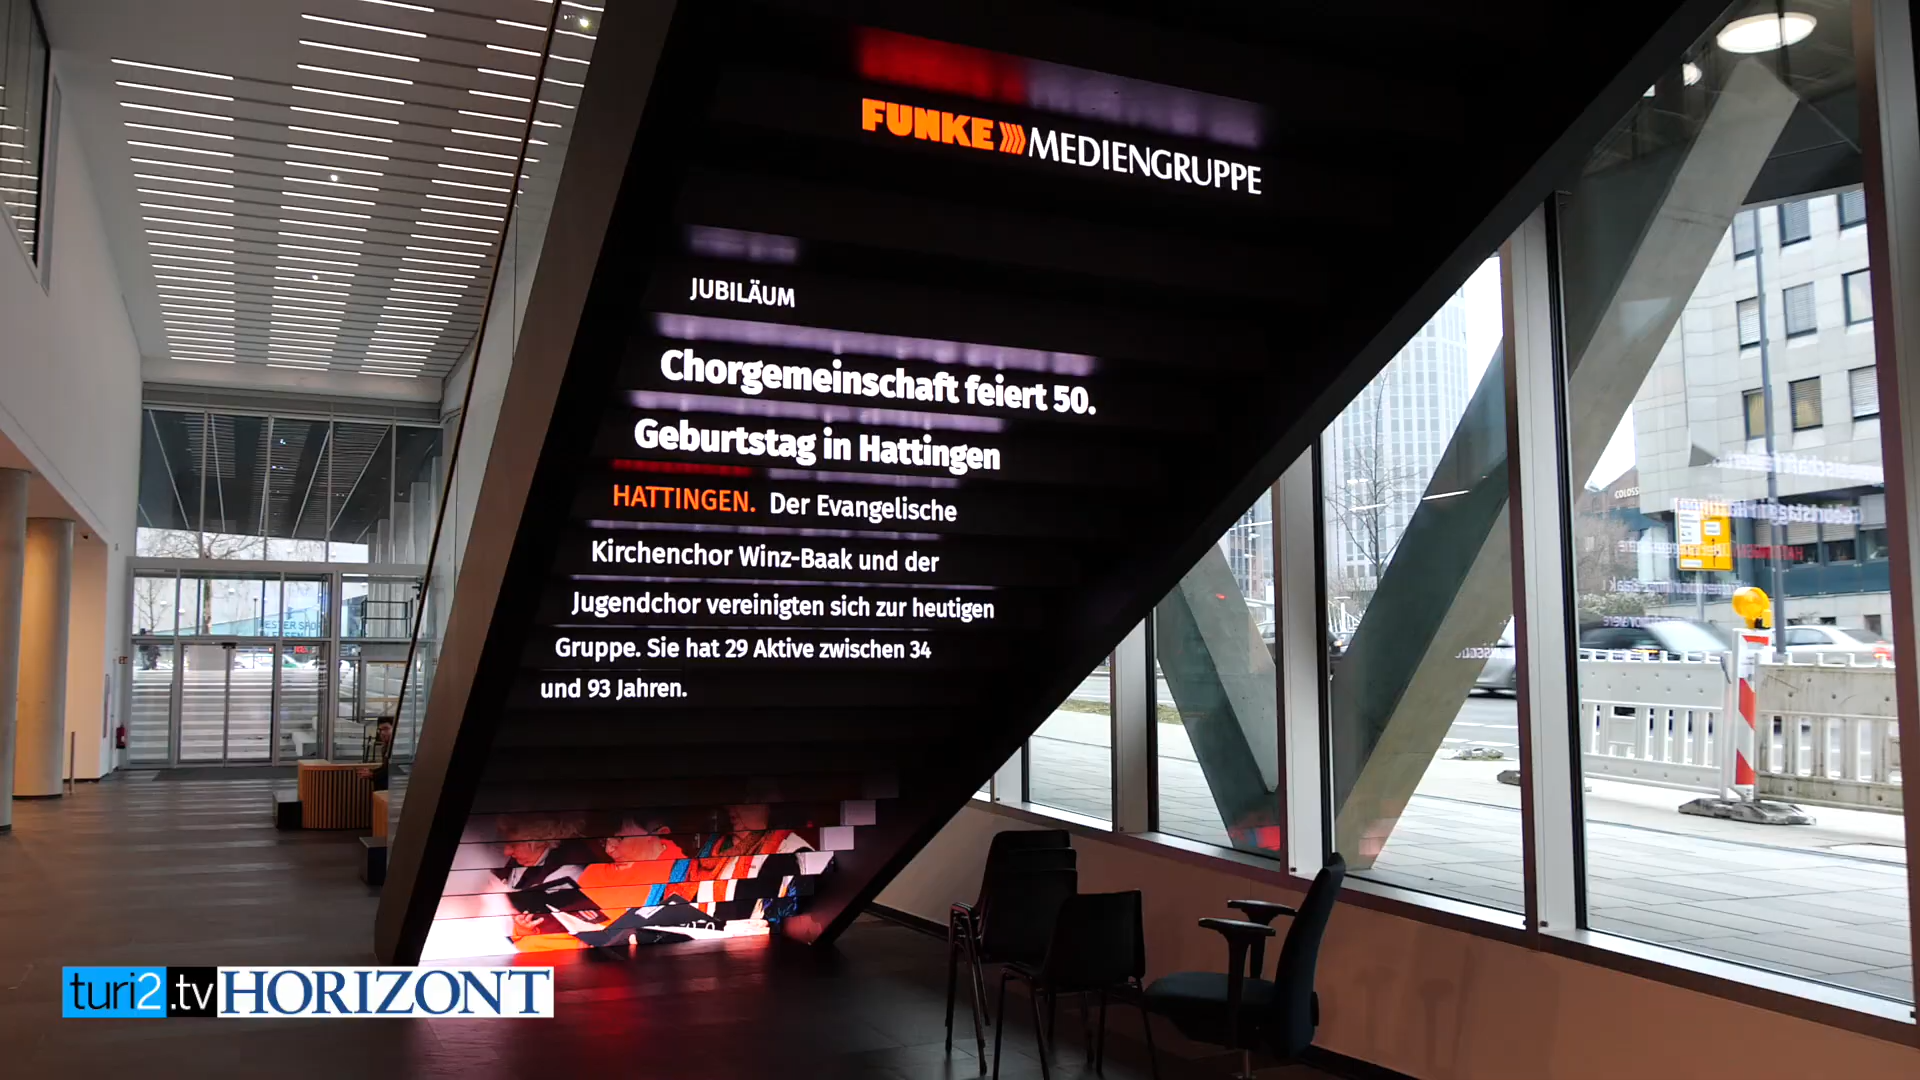 FUNKE MEDIENGRUPPE
JUBILÄUM
Chorgemeinschaft feiert 50.
Geburtstag in Hattingen
HATTINGEN. Der Evangelische
Kirchenchor Winz-Baak und der
Jugendchor vereinigten sich zur heutigen
Gruppe. Sie hat 29 Aktive zwischen 34
und 93 Jahren.
COLOSS
turi2.tv HORIZONT